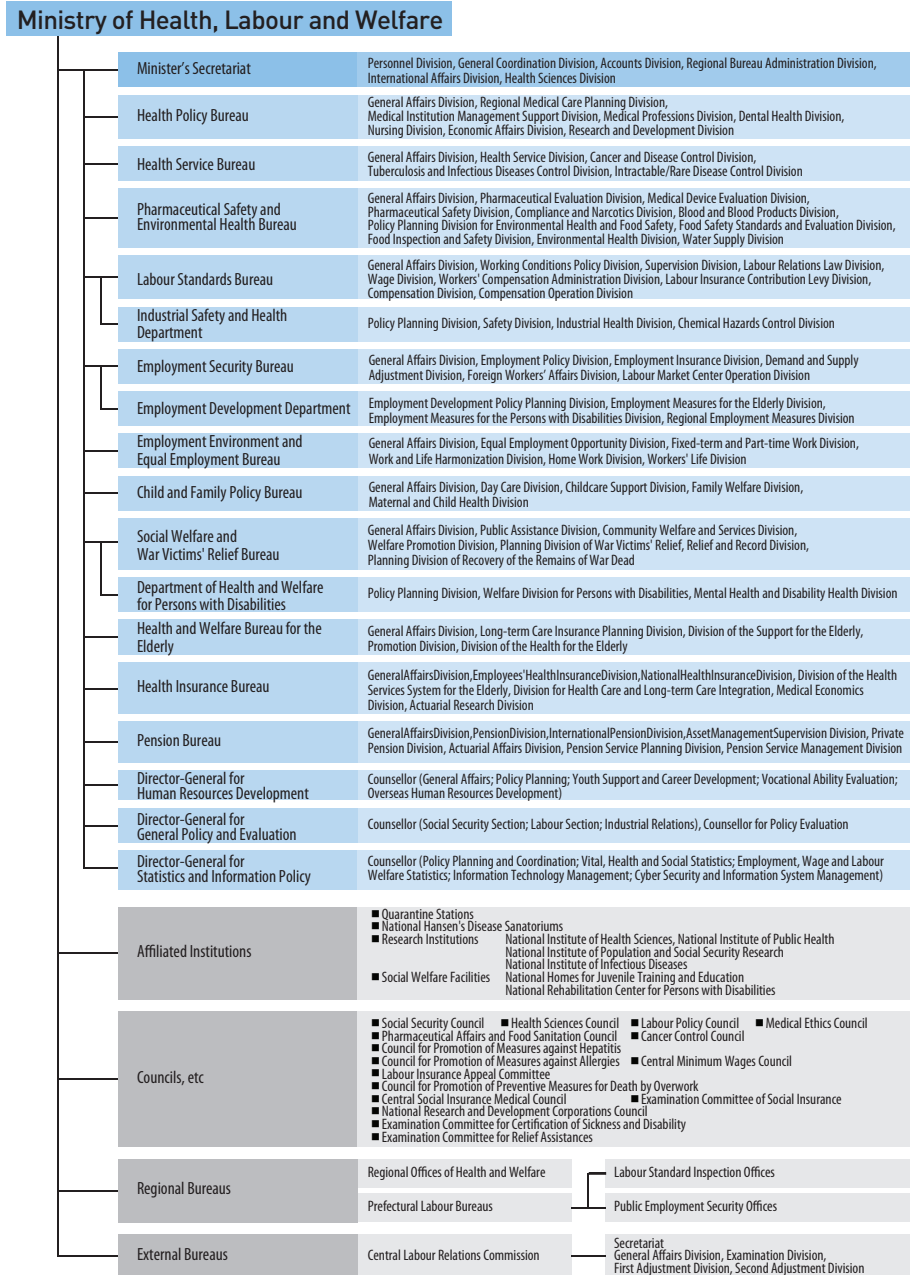 Ministry of Health, Labour and Welfare
Minister's Secretariat
Personnel Division, General Coordination Division, Accounts Division, Regional Bureau Administration Division,
International Affairs Division, Health Sciences Division
Health Policy Bureau
General Affairs Division, Regional Medical Care Planning Division,
Medical Institution Management Support Division, Medical Professions Division, Dental Health Division,
Nursing Division, Economic Affairs Division, Research and Development Division
Health Service Bureau
General Affairs Division, Health Service Division, Cancer and Disease Control Division,
Tuberculosis and Infectious Diseases Control Division, Intractable/Rare Disease Control Division
Pharmaceutical Safety and
Environmental Health Bureau
General Affairs Division, Pharmaceutical Evaluation Division, Medical Device Evaluation Division,
Pharmaceutical Safety Division, Compliance and Narcotics Division, Blood and Blood Products Division,
Policy Planning Division for Environmental Health and Food Safety, Food Safety Standards and Evaluation Division,
Food Inspection and Safety Division, Environmental Health Division, Water Supply Division
Labour Standards Bureau
General Affairs Division, Working Conditions Policy Division, Supervision Division, Labour Relations Law Division,
Wage Division, Workers' Compensation Administration Division, Labour Insurance Contribution Levy Division,
Compensation Division, Compensation Operation Division
Industrial Safety and Health
Department
Policy Planning Division, Safety Division, Industrial Health Division, Chemical Hazards Control Division
Employment Security Bureau
General Affairs Division, Employment Policy Division, Employment Insurance Division, Demand and Supply
Adjustment Division, Foreign Workers' Affairs Division, Labour Market Center Operation Division
Employment Development Department
Employment Development Policy Planning Division, Employment Measures for the Elderly Division,
Employment Measures for the Persons with Disabilities Division, Regional Employment Measures Division
Employment Environment and
Equal Employment Bureau
General Affairs Division, Equal Employment Opportunity Division, Fixed-term and Part-time Work Division,
Work and Life Harmonization Division, Home Work Division, Workers' Life Division
Child and Family Policy Bureau
General Affairs Division, Day Care Division, Childcare Support Division, Family Welfare Division,
Maternal and Child Health Division
Social Welfare and
War Victims' Relief Bureau
General Affairs Division, Public Assistance Division, Community Welfare and Services Division,
Welfare Promotion Division, Planning Division of War Victims' Relief, Relief and Record Division,
Planning Division of Recovery of the Remains of War Dead
Department of Health and Welfare
for Persons with Disabilities
Policy Planning Division, Welfare Division for Persons with Disabilities, Mental Health and Disability Health Division
Health and Welfare Bureau for the
Elderly
General Affairs Division, Long-term Care Insurance Planning Division, Division of the Support for the Elderly,
Promotion Division, Division of the Health for the Elderly
Health Insurance Bureau
GeneralAffairsDivision,Employees'HealthInsuranceDivision,NationalHealthInsuranceDivision, Division of the Health
Services System for the Elderly, Division for Health Care and Long-term Care Integration, Medical Economics
Division, Actuarial Research Division
Pension Bureau
GeneralAffairsDivision,PensionDivision,InternationalPensionDivision,AssetManagementSupervision Division, Private
Pension Division, Actuarial Affairs Division, Pension Service Planning Division, Pension Service Management Division
Director-General for
Human Resources Development
Counsellor (General Affairs; Policy Planning; Youth Support and Career Development; Vocational Ability Evaluation;
Overseas Human Resources Development)
Director-General for
General Policy and Evaluation
Counsellor (Social Security Section; Labour Section; Industrial Relations), Counsellor for Policy Evaluation
Director-General for
Statistics and Information Policy
Counsellor (Policy Planning and Coordination; Vital, Health and Social Statistics; Employment, Wage and Labour
Welfare Statistics; Information Technology Management; Cyber Security and Information System Management)
Affiliated Institutions
■ Quarantine Stations
■ National Hansen's Disease Sanatoriums
■ Research Institutions National Institute of Health Sciences, National Institute of Public Health
National Institute of Population and Social Security Research
National Institute of Infectious Diseases
■ Social Welfare Facilities National Homes for Juvenile Training and Education
National Rehabilitation Center for Persons with Disabilities
Councils, etc
■ Social Security Council ■ Health Sciences Council ■ Labour Policy Council ■ Medical Ethics Council
■ Pharmaceutical Affairs and Food Sanitation Council ■ Cancer Control Council
■ Council for Promotion of Measures against Hepatitis
■ Council for Promotion of Measures against Allergies ■ Central Minimum Wages Council
■ Labour Insurance Appeal Committee
■ Council for Promotion of Preventive Measures for Death by Overwork
■ Central Social Insurance Medical Council ■ Examination Committee of Social Insurance
■ National Research and Development Corporations Council
■ Examination Committee for Certification of Sickness and Disability
■ Examination Committee for Relief Assistances
Regional Bureaus
Regional Offices of Health and Welfare
Labour Standard Inspection Offices
Prefectural Labour Bureaus
Public Employment Security Offices
External Bureaus
Central Labour Relations Commission
Secretariat
General Affairs Division, Examination Division,
First Adjustment Division, Second Adjustment Division